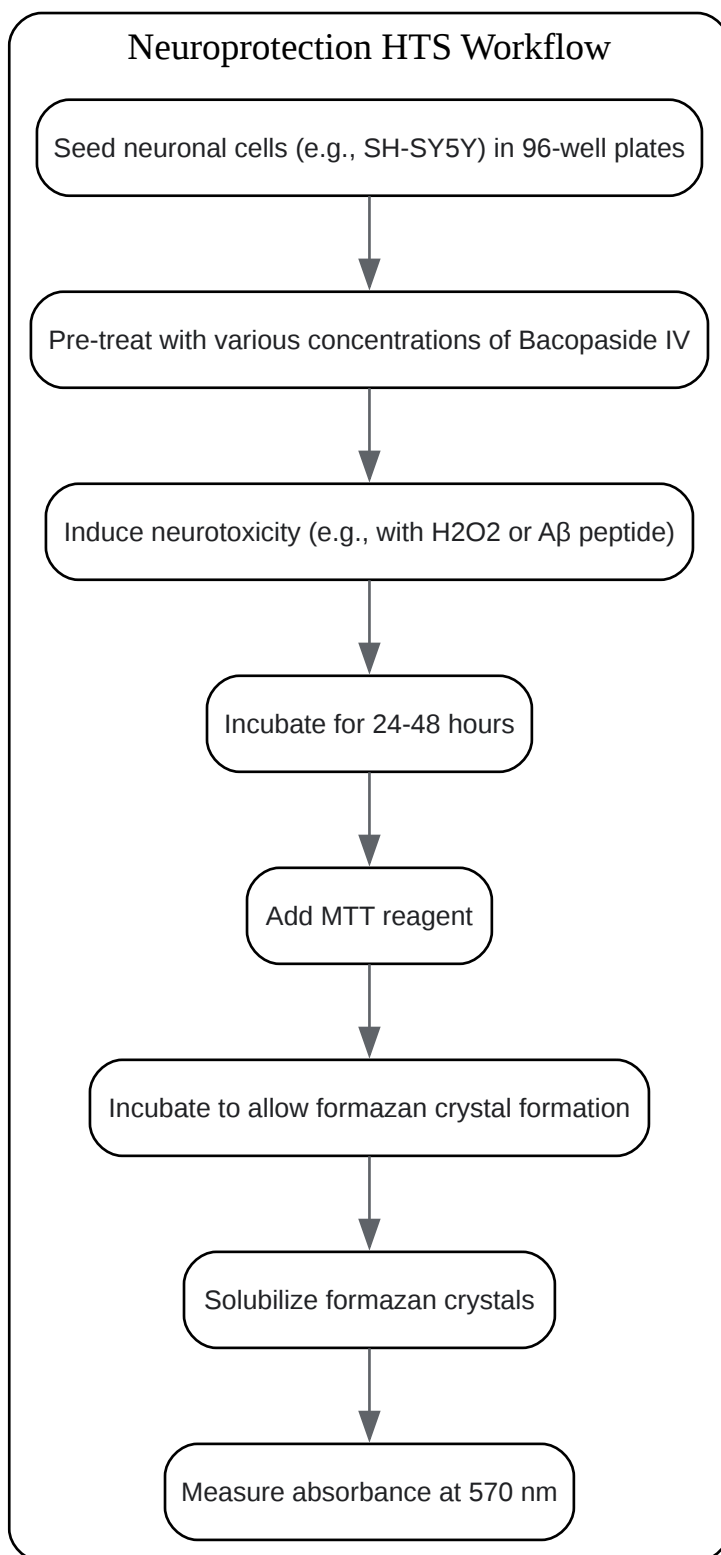 Neuroprotection HTS Workflow
Seed neuronal cells (e.g., SH-SY5Y) in 96-well plates
Pre-treat with various concentrations of Bacopaside IV
Induce neurotoxicity (e.g., with H2O2 or Aβ peptide)
Incubate for 24-48 hours
Add MTT reagent
Incubate to allow formazan crystal formation
Solubilize formazan crystals
Measure absorbance at 570 nm